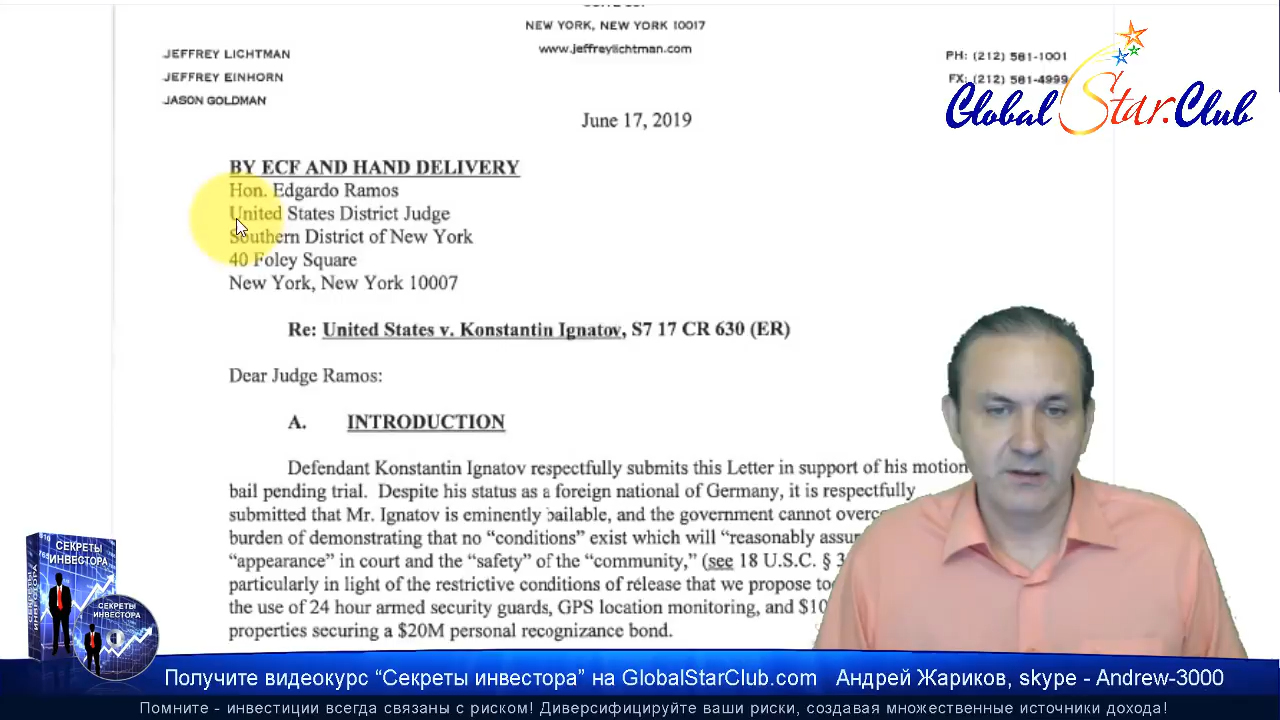 NEW YORK, NEW YORK 10017
www.jeffreylichtman.com
JEFFREY LICHTMAN
JEFFREY EINHORN
JASON GOLDMAN
PH: (212) 581-1001
FX: (212) 581-4999
Global Star.Club
June 17, 2019
BY ECF AND HAND DELIVERY
Hon. Edgardo Ramos
United States District Judge
Southern District of New York
40 Foley Square
New York, New York 10007
Re: United States v. Konstantin Ignatov, S7 17 CR 630 (ER)
Dear Judge Ramos:
A. INTRODUCTION
Defendant Konstantin Ignatov respectfully submits this Letter in support of his motion
bail pending trial. Despite his status as a foreign national of Germany, it is respectfully
submitted that Mr. Ignatov is eminently bailable, and the government cannot
burden of demonstrating that no “conditions” exist which will “reasonably
“appearance” in court and the “safety” of the “community,” (see 18 U.S.C. §
particularly in light of the restrictive conditions of release that we propose
the use of 24 hour armed security guards, GPS location monitoring, and
properties securing a $20M personal recognizance bond.
СЕКРЕТЫ
ИНВЕСТОРА
СЕКРЕТЫ
ИНВЕСТОРА
Получите видеокурс “Секреты инвестора” на GlobalStarClub.com Андрей Жариков, skype - Andrew-3000
Помните - инвестиции всегда связаны с риском! Диверсифицируйте ваши риски, создавая множественные источники дохода!